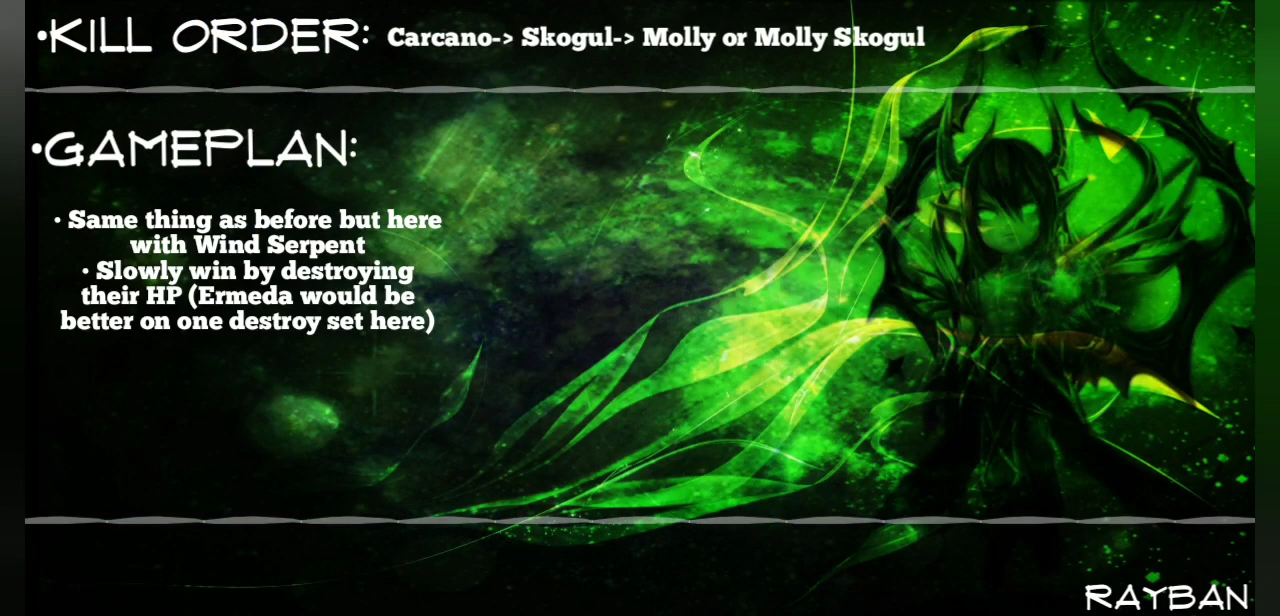 •KILL ORDER: Carcano-> Skogul-> Molly or Molly Skogul
•GAMEPLAN:
• Same thing as before but here
with Wind Serpent
• Slowly win by destroying
their HP (Ermeda would be
better on one destroy set here)
RAYBAN